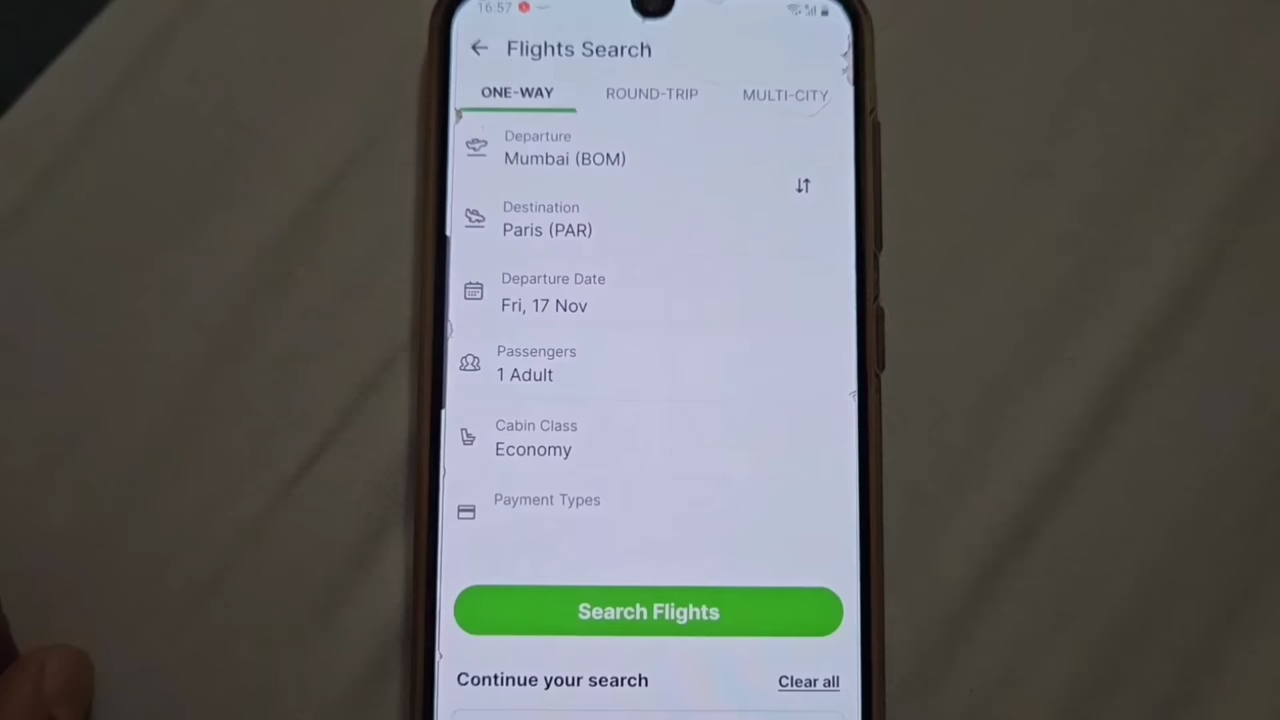 16:57
Flights Search
ONE-WAY ROUND-TRIP MULTI-CITY
Departure
Mumbai (BOM)
Destination
Paris (PAR)
Departure Date
Fri, 17 Nov
Passengers
1 Adult
Cabin Class
Economy
Payment Types
Search Flights
Continue your search Clear all